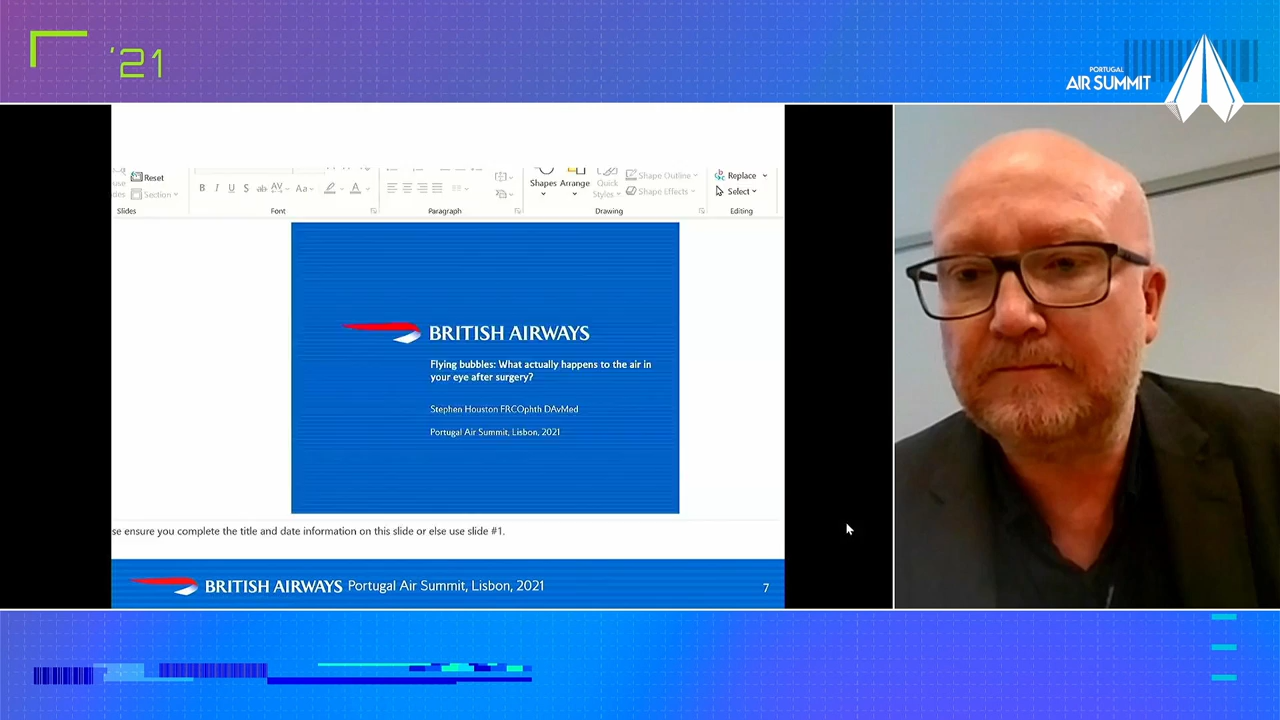 '21
PORTUGAL
AIR SUMMIT
Reset
Section
Slides
B I U S ab AV Aa A
Font
Paragraph
Shapes Arrange Quick Styles
Shape Outline
Shape Effects
Drawing
Replace
Select
Editing
BRITISH AIRWAYS
Flying bubbles: What actually happens to the air in
your eye after surgery?
Stephen Houston FRCOphth DAvMed
Portugal Air Summit, Lisbon, 2021
se ensure you complete the title and date information on this slide or else use slide #1.
BRITISH AIRWAYS Portugal Air Summit, Lisbon, 2021
7